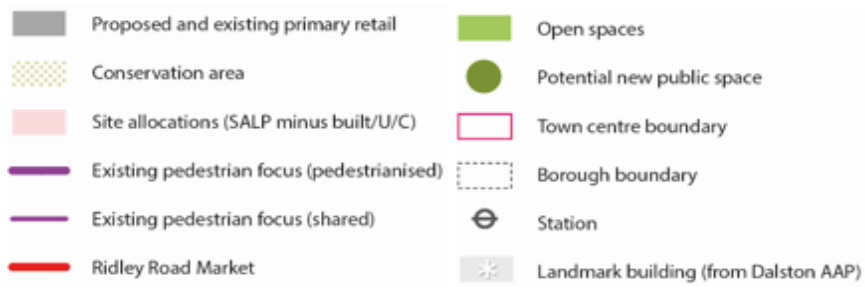 Proposed and existing primary retail
Conservation area
Site allocations (SALP minus built/U/C)
Existing pedestrian focus (pedestrianised)
Existing pedestrian focus (shared)
Ridley Road Market
Open spaces
Potential new public space
Town centre boundary
Borough boundary
Station
Landmark building (from Dalston AAP)